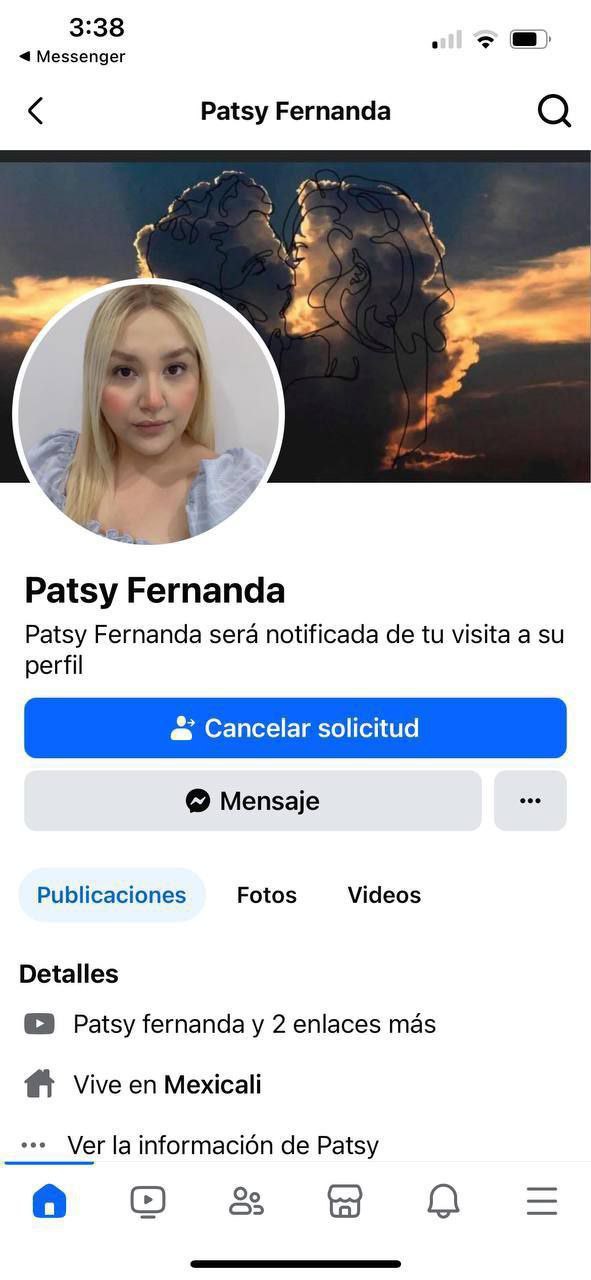 3:38
◀ Messenger
Patsy Fernanda
Patsy Fernanda
Patsy Fernanda será notificada de tu visita a su
perfil
Cancelar solicitud
Mensaje
Publicaciones Fotos Videos
Detalles
Patsy fernanda y 2 enlaces más
Vive en Mexicali
Ver la información de Patsy